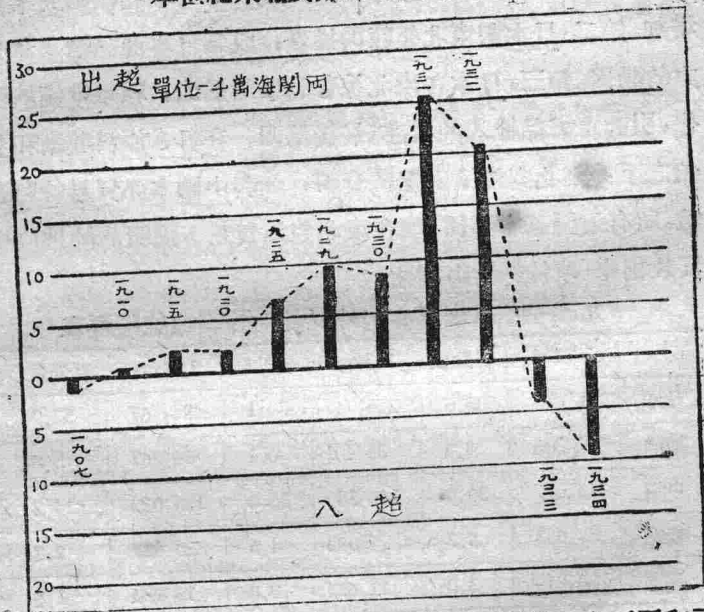 30
出超 單位一千萬海関両
25
20
15
10
5
0
5
10
15
20
一九〇七
一九一〇
一九一五
一九二〇
一九二五
一九二九
一九三〇
一九三一
一九三二
一九三三
一九三四
入超